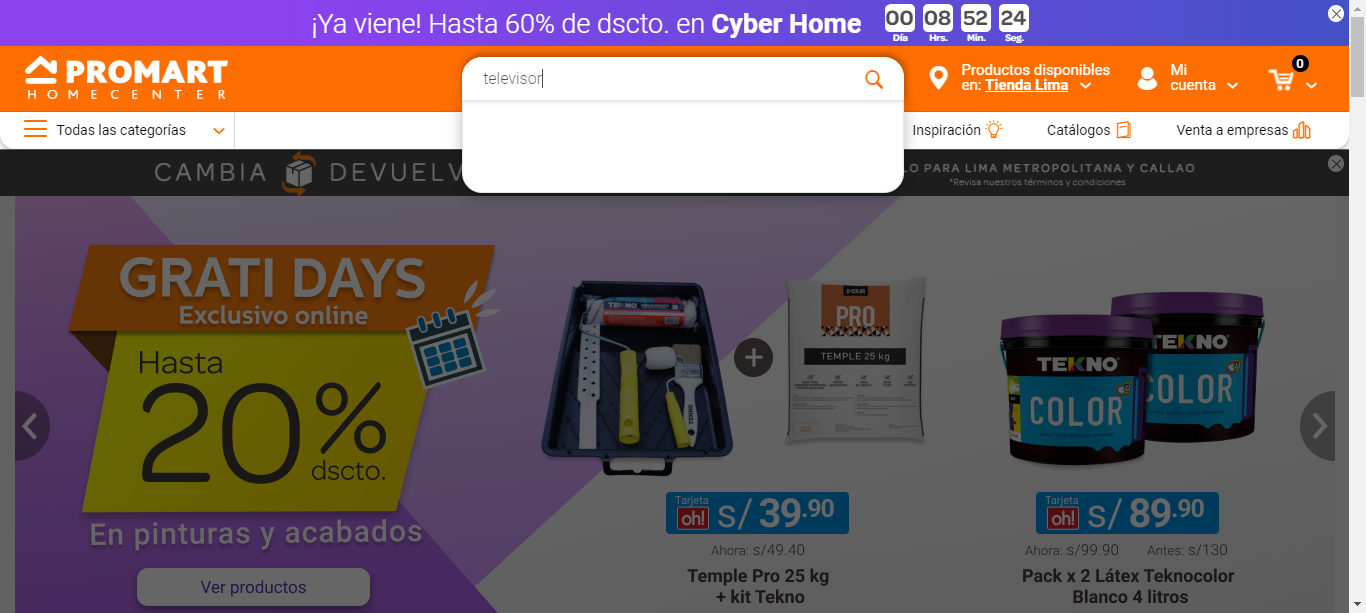 ¡Ya viene! Hasta 60% de dscto. en Cyber Home
00 08 52 24
Día Hrs. Min. Seg.
PROMART
HOMECENTER
televisor
Productos disponibles
en: Tienda Lima
Mi
cuenta
0
Todas las categorías
Inspiración
Catálogos
Venta a empresas
CAMBIA DEVUELV
LO PARA LIMA METROPOLITANA Y CALLAO
*Revisa nuestros términos y condiciones
GRATI DAYS
Exclusivo online
Hasta
20%
dscto.
En pinturas y acabados
Ver productos
TEKNO
TEKNO
COLOR
PRO
TEMPLE 25 kg
+
TEKNO
COLOR
TEKNO
COLOR
Tarjeta
oh!
S/ 39.90
Ahora: s/49.40
Temple Pro 25 kg
+ kit Tekno
Tarjeta
oh!
S/ 89.90
Ahora: s/99.90 Antes: s/130
Pack x 2 Látex Teknocolor
Blanco 4 litros